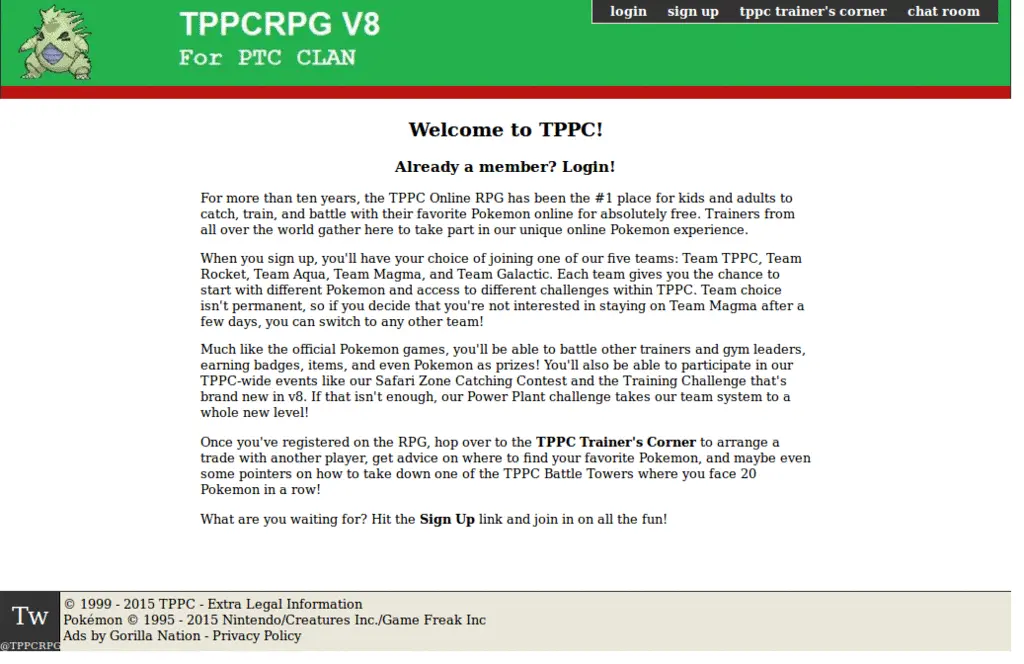 TPPCRPG V8
For PTC CLAN
login sign up tppc trainer's corner chat room
Welcome to TPPC!
Already a member? Login!
For more than ten years, the TPPC Online RPG has been the #1 place for kids and adults to
catch, train, and battle with their favorite Pokemon online for absolutely free. Trainers from
all over the world gather here to take part in our unique online Pokemon experience.
When you sign up, you'll have your choice of joining one of our five teams: Team TPPC, Team
Rocket, Team Aqua, Team Magma, and Team Galactic. Each team gives you the chance to
start with different Pokemon and access to different challenges within TPPC. Team choice
isn't permanent, so if you decide that you're not interested in staying on Team Magma after a
few days, you can switch to any other team!
Much like the official Pokemon games, you'll be able to battle other trainers and gym leaders,
earning badges, items, and even Pokemon as prizes! You'll also be able to participate in our
TPPC-wide events like our Safari Zone Catching Contest and the Training Challenge that's
brand new in v8. If that isn't enough, our Power Plant challenge takes our team system to a
whole new level!
Once you've registered on the RPG, hop over to the TPPC Trainer's Corner to arrange a
trade with another player, get advice on where to find your favorite Pokemon, and maybe even
some pointers on how to take down one of the TPPC Battle Towers where you face 20
Pokemon in a row!
What are you waiting for? Hit the Sign Up link and join in on all the fun!
Tw
@TPPCRPG
© 1999 - 2015 TPPC - Extra Legal Information
Pokémon © 1995 - 2015 Nintendo/Creatures Inc./Game Freak Inc
Ads by Gorilla Nation - Privacy Policy